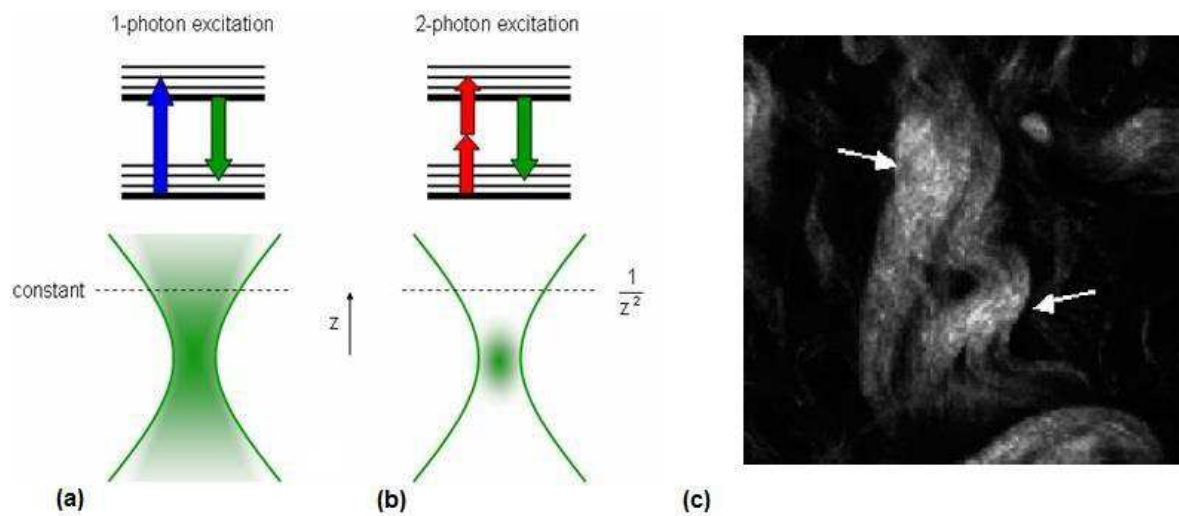 1-photon excitation
2-photon excitation
constant
z
1
z²
(a)
(b)
(c)